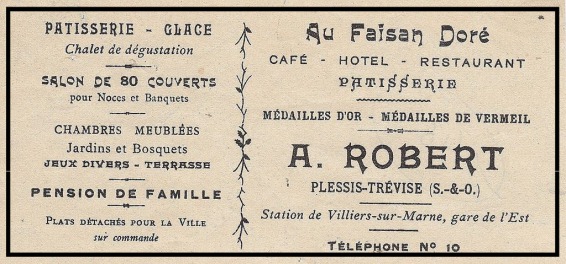 PATISSERIE - GLACE
Chalet de dégustation
SALON DE 80 COUVERTS
pour Noces et Banquets
CHAMBRES MEUBLÉES
Jardins et Bosquets
JEUX DIVERS - TERRASSE
PENSION DE FAMILLE
PLATS DÉTACHÉS POUR LA VILLE
sur commande
Au Faisan Doré
CAFÉ - HOTEL - RESTAURANT
PATISSERIE
MÉDAILLES D'OR - MÉDAILLES DE VERMEIL
A. ROBERT
PLESSIS-TRÉVISE (S.-&-O.)
Station de Villiers-sur-Marne, gare de l'Est
TÉLÉPHONE No 10